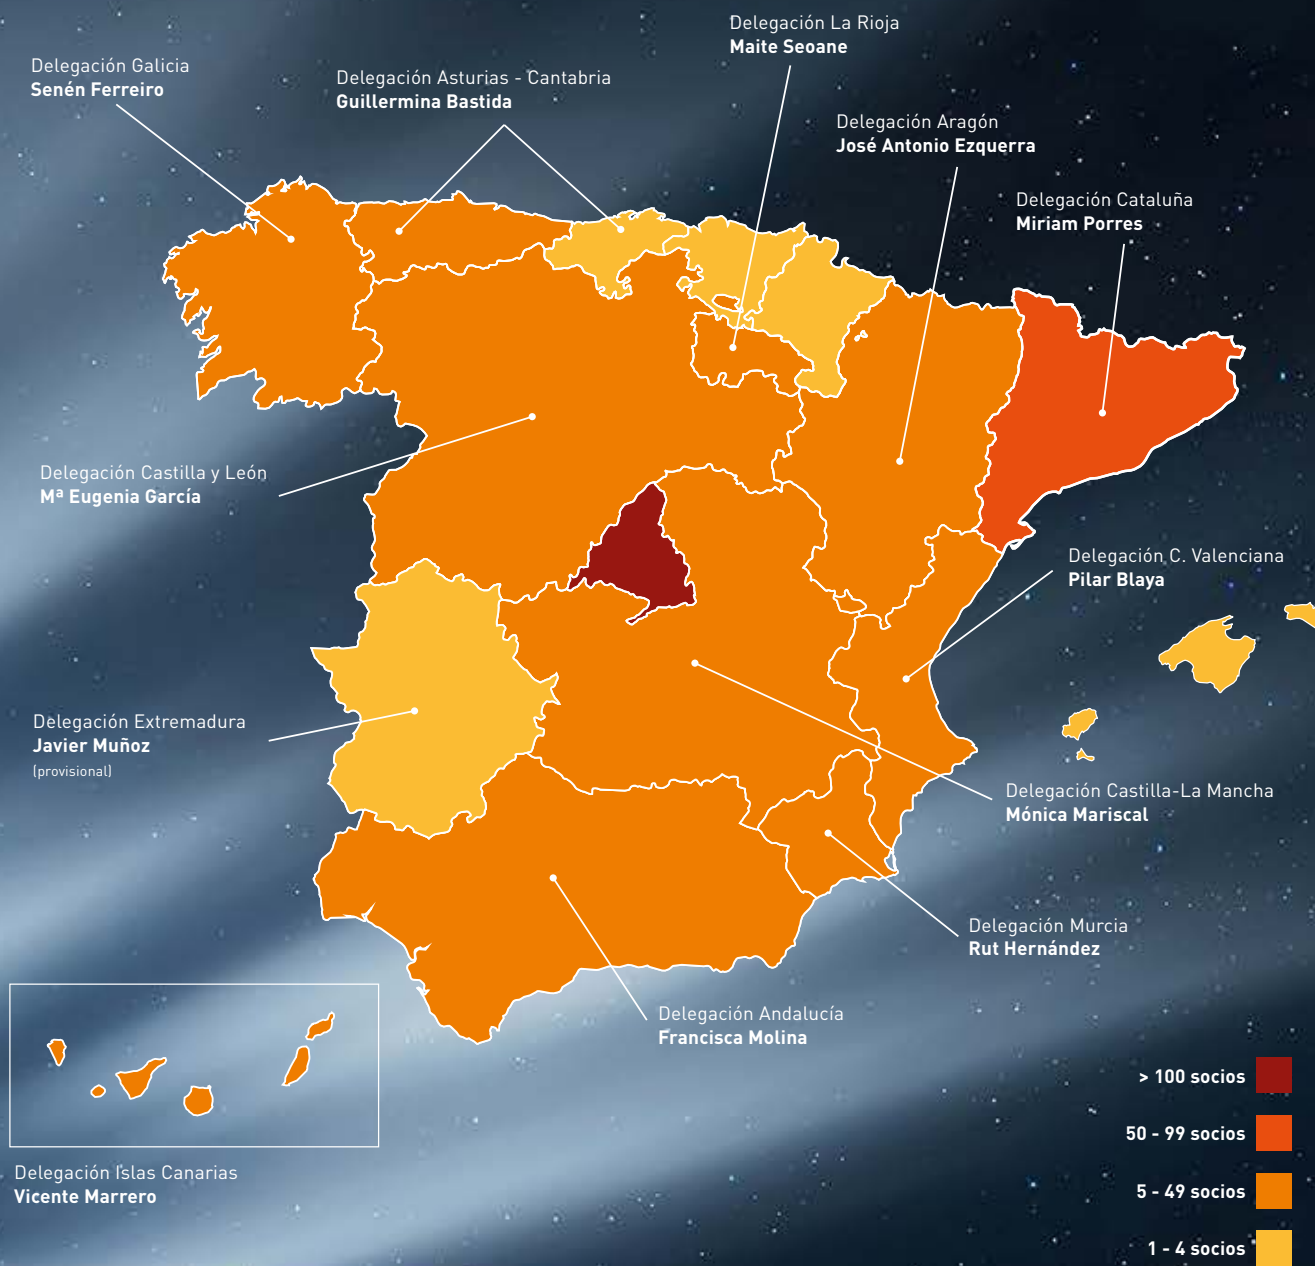 Delegación La Rioja
Maite Seoane
Delegación Galicia
Senén Ferreiro
Delegación Asturias - Cantabria
Guillermina Bastida
Delegación Aragón
José Antonio Ezquerra
Delegación Cataluña
Miriam Porres
Delegación Castilla y León
Mª Eugenia García
Delegación C. Valenciana
Pilar Blaya
Delegación Extremadura
Javier Muñoz
(provisional)
Delegación Castilla-La Mancha
Mónica Mariscal
Delegación Murcia
Rut Hernández
Delegación Andalucía
Francisca Molina
Delegación Islas Canarias
Vicente Marrero
> 100 socios
50 - 99 socios
5 - 49 socios
1 - 4 socios